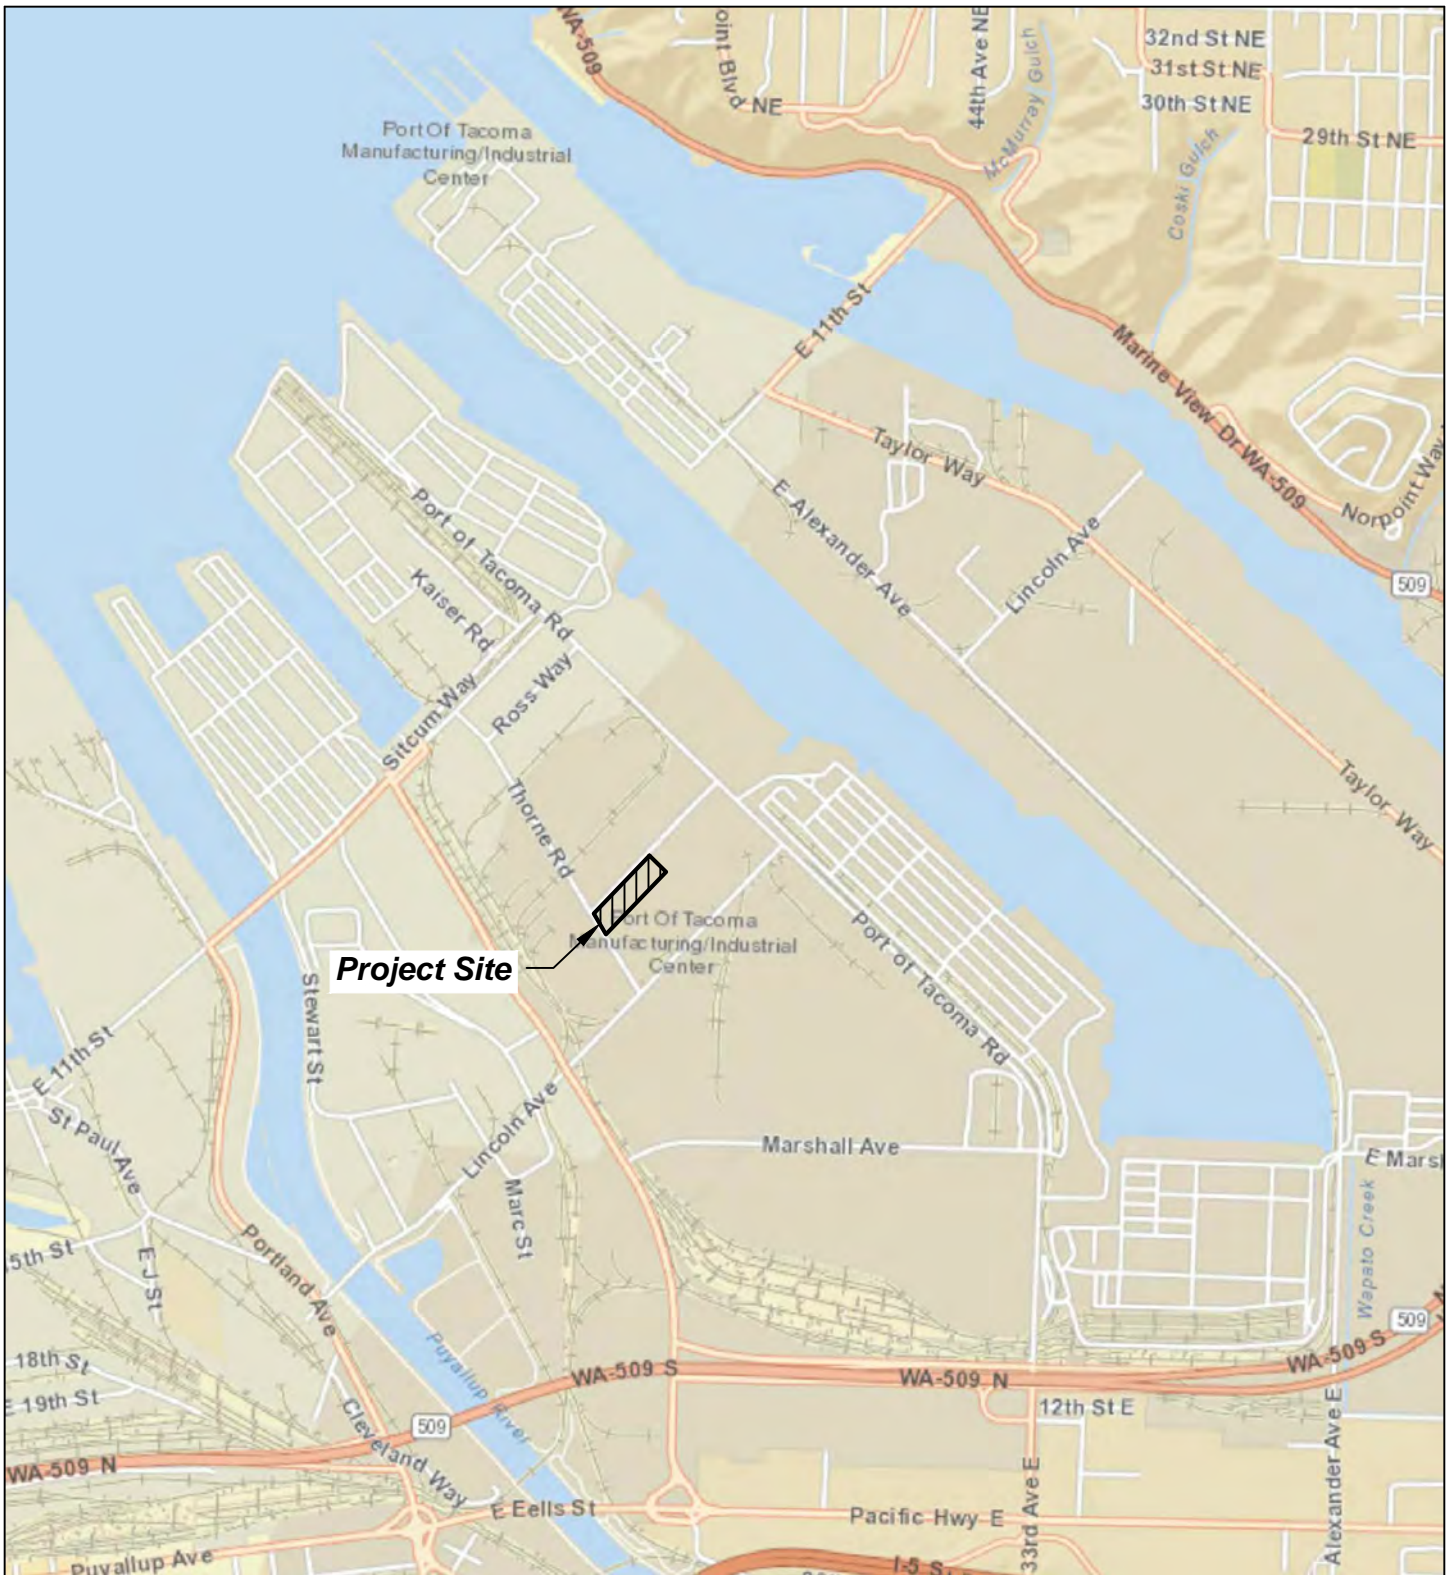 WA-509
oint Blvd NE
44th Ave NE
McMurray Gulch
32nd St NE
31st St NE
30th St NE
29th St NE
Coski Gulch
Port Of Tacoma
Manufacturing/Industrial
Center
E 11th St
Marine View Dr WA-509
Norpoint Way
Taylor Way
E Alexander Ave
Lincoln Ave
509
Port of Tacoma Rd
Kaiser Rd
Ross Way
Sitcum Way
Thorne Rd
Taylor Way
Port Of Tacoma
Manufacturing/Industrial
Center
Project Site
Port of Tacoma Rd
Stewart St
E 11th St
St Paul Ave
Lincoln Ave
Marc St
Marshall Ave
E Marsh
Wapato Creek
5th St
E J St
Portland Ave
Puyallup River
509
WA-509 S
WA-509 S
WA-509 N
18th St
E 19th St
Cleveland Way
509
12th St E
WA-509 N
33rd Ave E
Alexander Ave E
E Eells St
Pacific Hwy E
Puyallup Ave
I-5 S